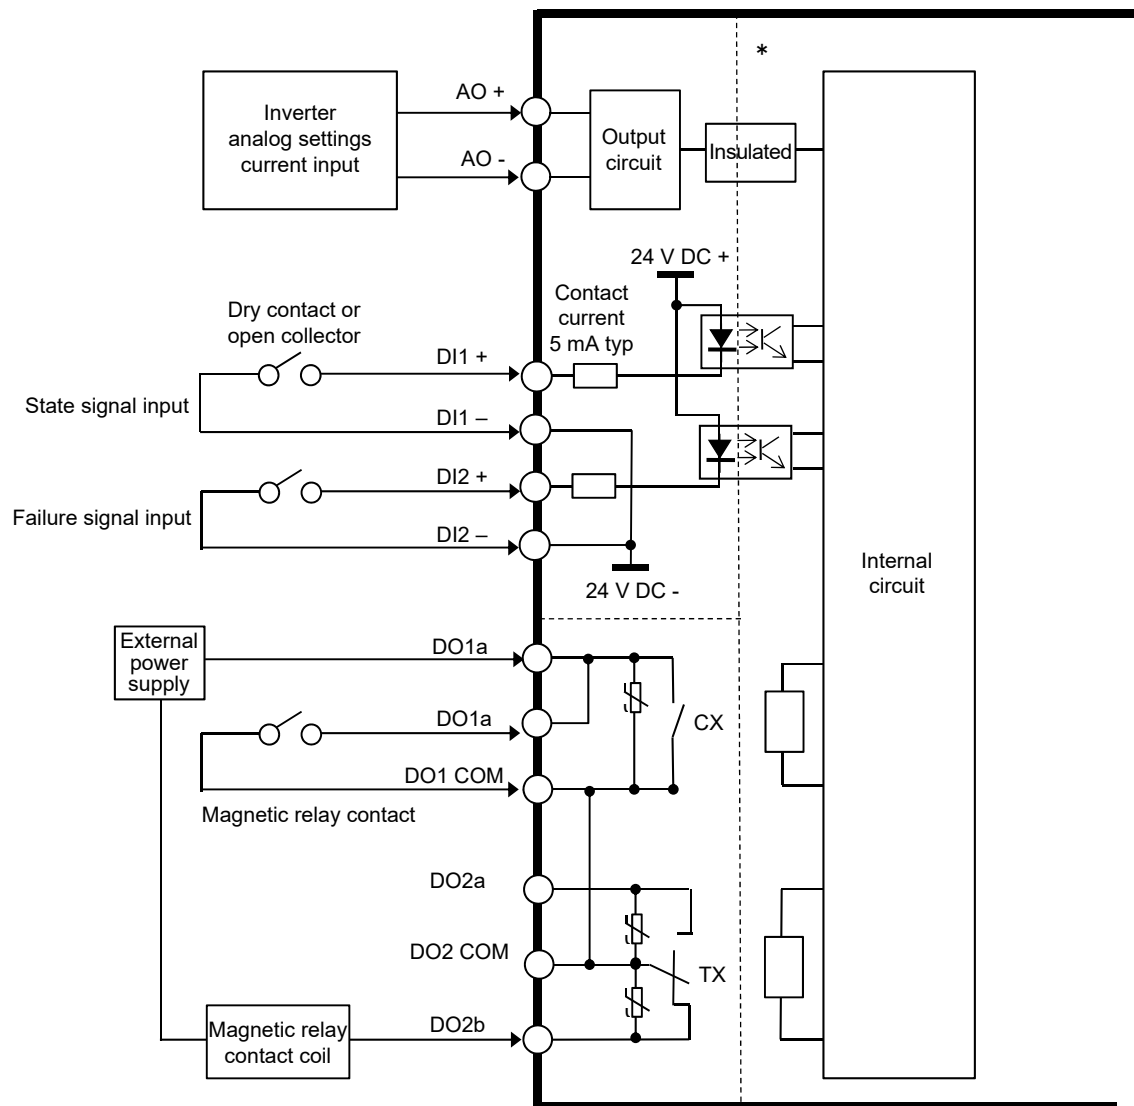 *
Inverter
analog settings
current input
AO +
AO -
Output
circuit
Insulated
24 V DC +
Contact
current
5 mA typ
Dry contact or
open collector
DI1 +
State signal input
DI1 –
DI2 +
Failure signal input
DI2 –
24 V DC -
Internal
circuit
External
power
supply
DO1a
DO1a
CX
DO1 COM
Magnetic relay contact
DO2a
DO2 COM
TX
DO2b
Magnetic relay
contact coil